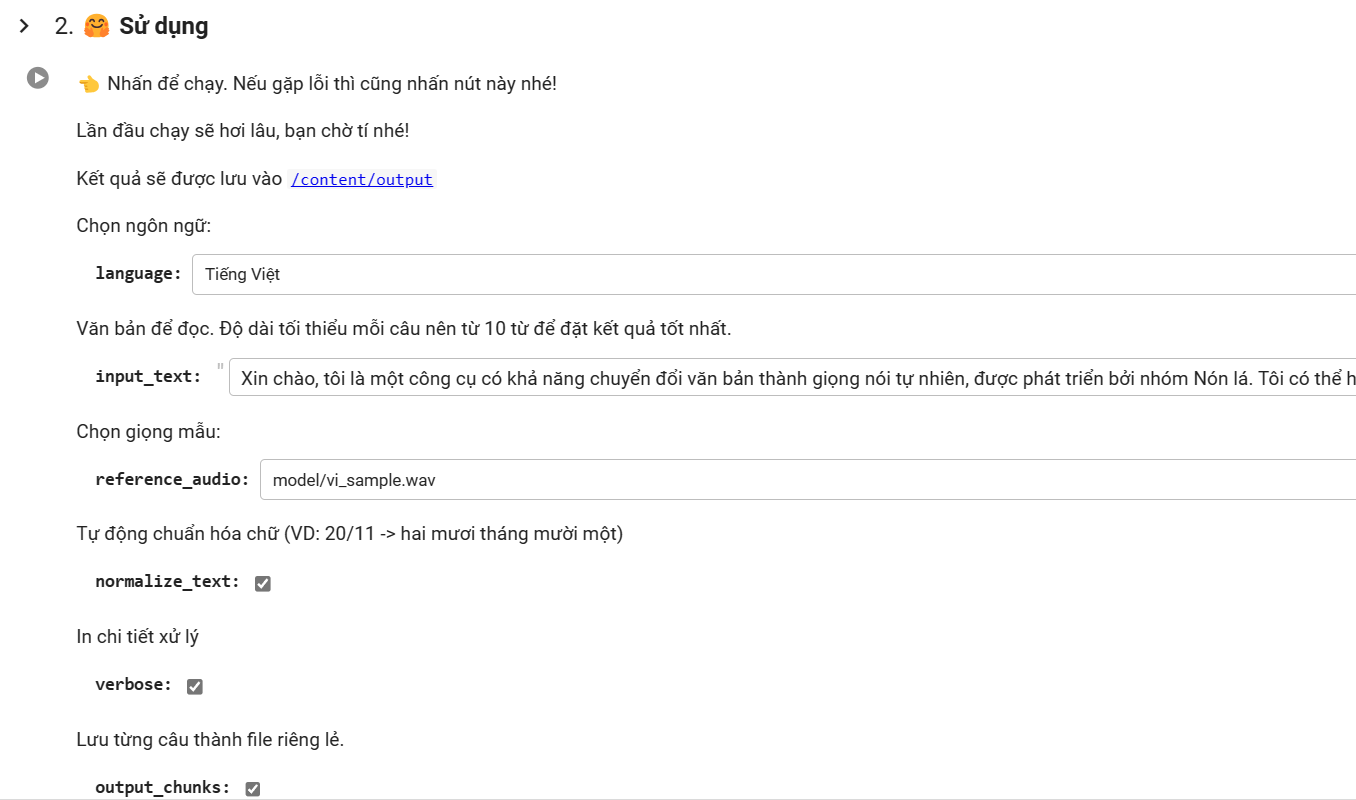 2. 🤗 Sử dụng
👈 Nhấn để chạy. Nếu gặp lỗi thì cũng nhấn nút này nhé!
Lần đầu chạy sẽ hơi lâu, bạn chờ tí nhé!
Kết quả sẽ được lưu vào /content/output
Chọn ngôn ngữ:
language: Tiếng Việt
Văn bản để đọc. Độ dài tối thiểu mỗi câu nên từ 10 từ để đặt kết quả tốt nhất.
input_text: " Xin chào, tôi là một công cụ có khả năng chuyển đổi văn bản thành giọng nói tự nhiên, được phát triển bởi nhóm Nón lá. Tôi có thể h
Chọn giọng mẫu:
reference_audio: model/vi_sample.wav
Tự động chuẩn hóa chữ (VD: 20/11 -> hai mươi tháng mười một)
normalize_text:
In chi tiết xử lý
verbose:
Lưu từng câu thành file riêng lẻ.
output_chunks: